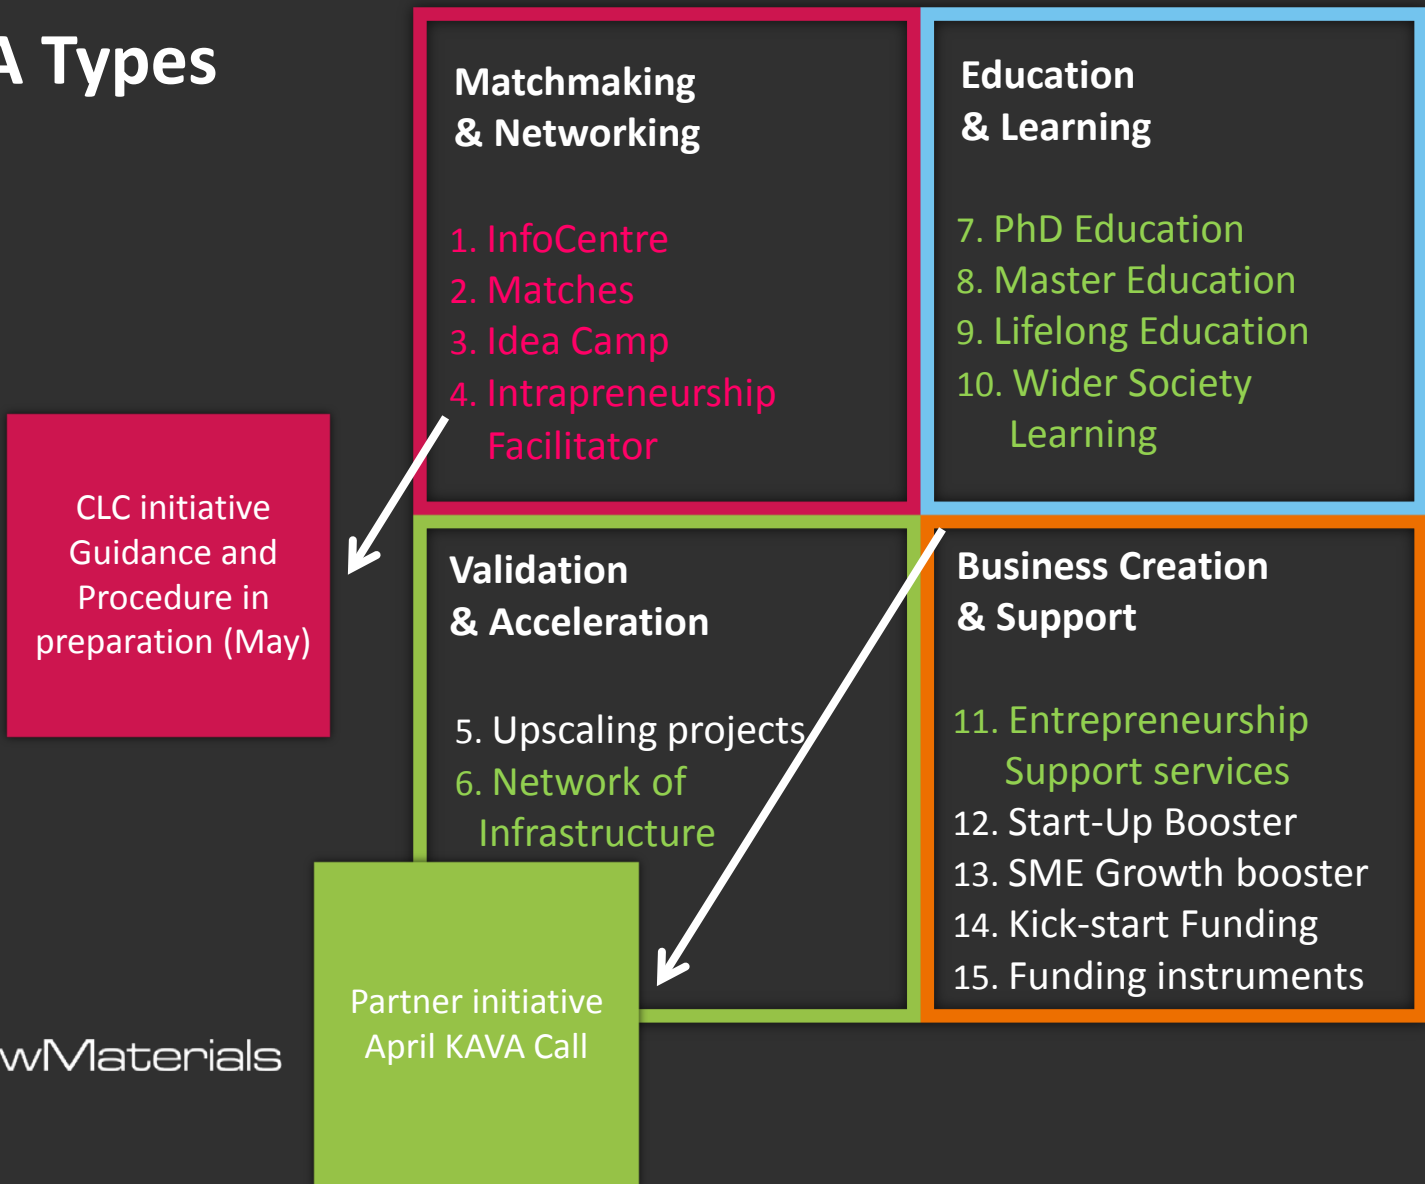 A Types
Matchmaking
& Networking
1. InfoCentre
2. Matches
3. Idea Camp
4. Intrapreneurship
Facilitator
Education
& Learning
7. PhD Education
8. Master Education
9. Lifelong Education
10. Wider Society
Learning
CLC initiative
Guidance and
Procedure in
preparation (May)
Validation
& Acceleration
5. Upscaling projects
6. Network of
Infrastructure
Business Creation
& Support
11. Entrepreneurship
Support services
12. Start-Up Booster
13. SME Growth booster
14. Kick-start Funding
15. Funding instruments
Partner initiative
April KAVA Call
wMaterials